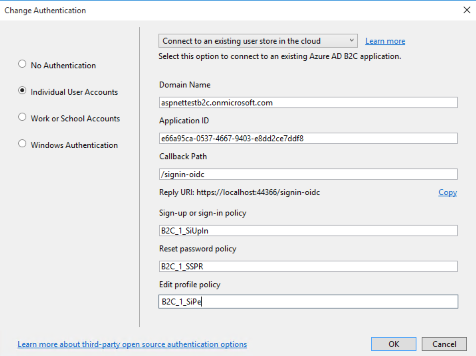 Change Authentication
No Authentication
Individual User Accounts
Work or School Accounts
Windows Authentication
Connect to an existing user store in the cloud
Learn more
Select this option to connect to an existing Azure AD B2C application.
Domain Name
aspnettestb2c.onmicrosoft.com
Application ID
e66a95ca-0537-4667-9403-e8dd2ce7ddf8
Callback Path
/signin-oidc
Reply URI: https://localhost:44366/signin-oidc
Copy
Sign-up or sign-in policy
B2C_1_SiUpIn
Reset password policy
B2C_1_SSPR
Edit profile policy
B2C_1_SiPe
Learn more about third-party open source authentication options
OK
Cancel